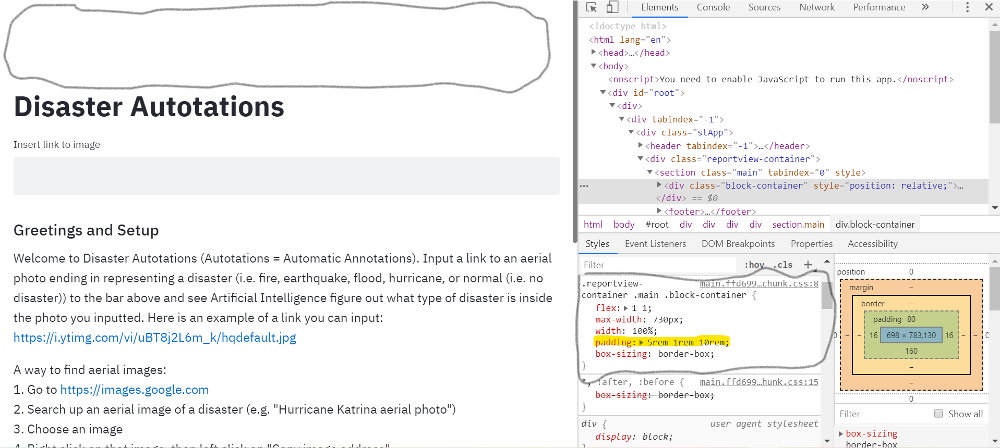 Disaster Autotations
Insert link to image
Greetings and Setup
Welcome to Disaster Autotations (Autotations = Automatic Annotations). Input a link to an aerial
photo ending in representing a disaster (i.e. fire, earthquake, flood, hurricane, or normal (i.e. no
disaster)) to the bar above and see Artificial Intelligence figure out what type of disaster is inside
the photo you inputted. Here is an example of a link you can input:
https://i.ytimg.com/vi/uBT8j2L6m_k/hqdefault.jpg
A way to find aerial images:
1. Go to https://images.google.com
2. Search up an aerial image of a disaster (e.g. "Hurricane Katrina aerial photo")
3. Choose an image
4. Right click on that image, then left click on "Copy image address"
Elements Console Sources Network Performance »
<!doctype html>
<html lang="en">
<head>…</head>
<body>
<noscript>You need to enable JavaScript to run this app.</noscript>
<div id="root">
<div>
<div tabindex="-1">
<div class="stApp">
<header tabindex="-1">…</header>
<div class="reportview-container">
<section class="main" tabindex="0" style>
<div class="block-container" style="position: relative;">…
</div> == $0
<footer>…</footer>
html body #root div div div div section.main div.block-container
Styles Event Listeners DOM Breakpoints Properties Accessibility
Filter :hov .cls +
.reportview- main.ffd699…chunk.css:8
container .main .block-container {
flex: 1 1;
max-width: 730px;
width: 100%;
padding: 5rem 1rem 10rem;
box-sizing: border-box;
}
*, :after, :before { main.ffd699…hunk.css:15
box-sizing: border-box;
}
div { user agent stylesheet
display: block;
}
position 0
margin –
border –
padding 80
0 – – 16 698 × 783.130 16 – – 0
160
–
–
0
Filter Show all
box-sizing
border-box